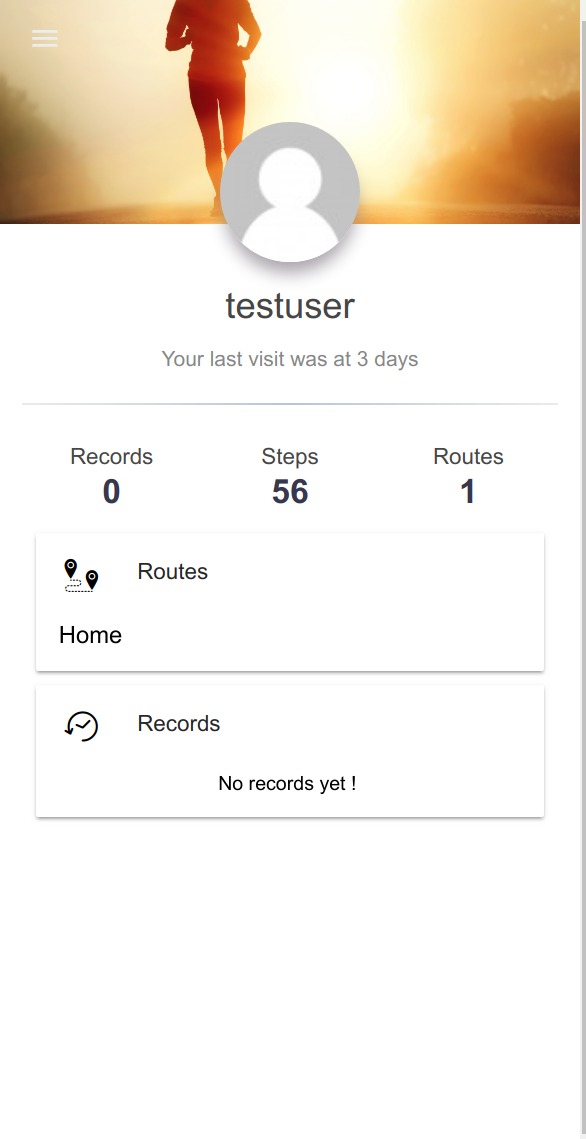 testuser
Your last visit was at 3 days
Records Steps Routes
0 56 1
Routes
Home
Records
No records yet !